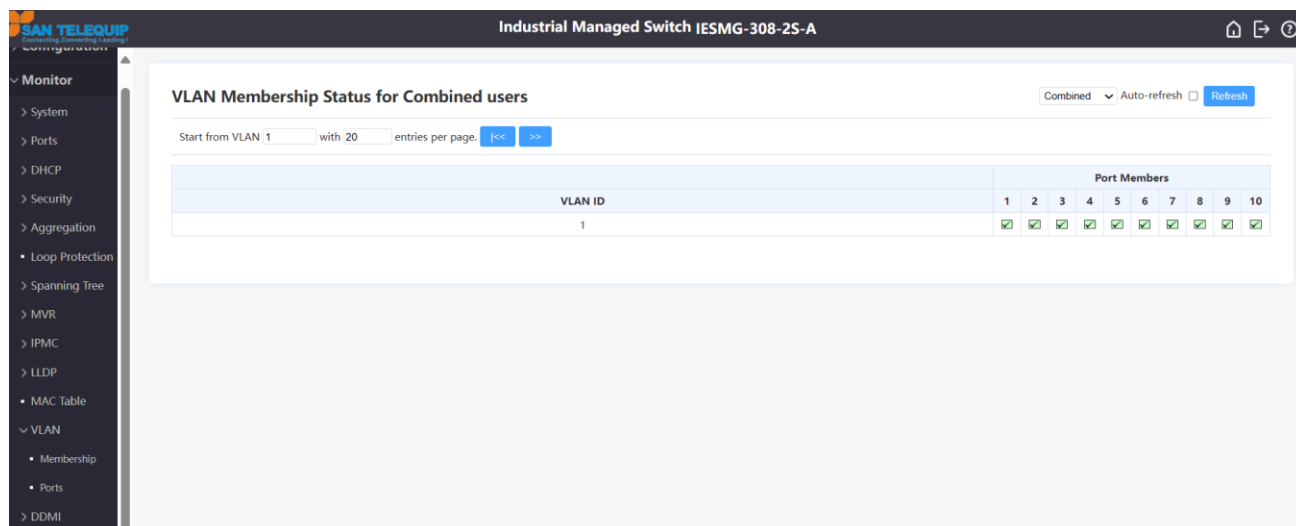 SAN TELEQUIP
Connecting.Converting.Leading!
Industrial Managed Switch IESMG-308-2S-A
Configuration
Monitor
System
Ports
DHCP
Security
Aggregation
Loop Protection
Spanning Tree
MVR
IPMC
LLDP
MAC Table
VLAN
Membership
Ports
DDMI
VLAN Membership Status for Combined users
Combined Auto-refresh Refresh
Start from VLAN 1 with 20 entries per page. |<< >>
Port Members
VLAN ID 1 2 3 4 5 6 7 8 9 10
1